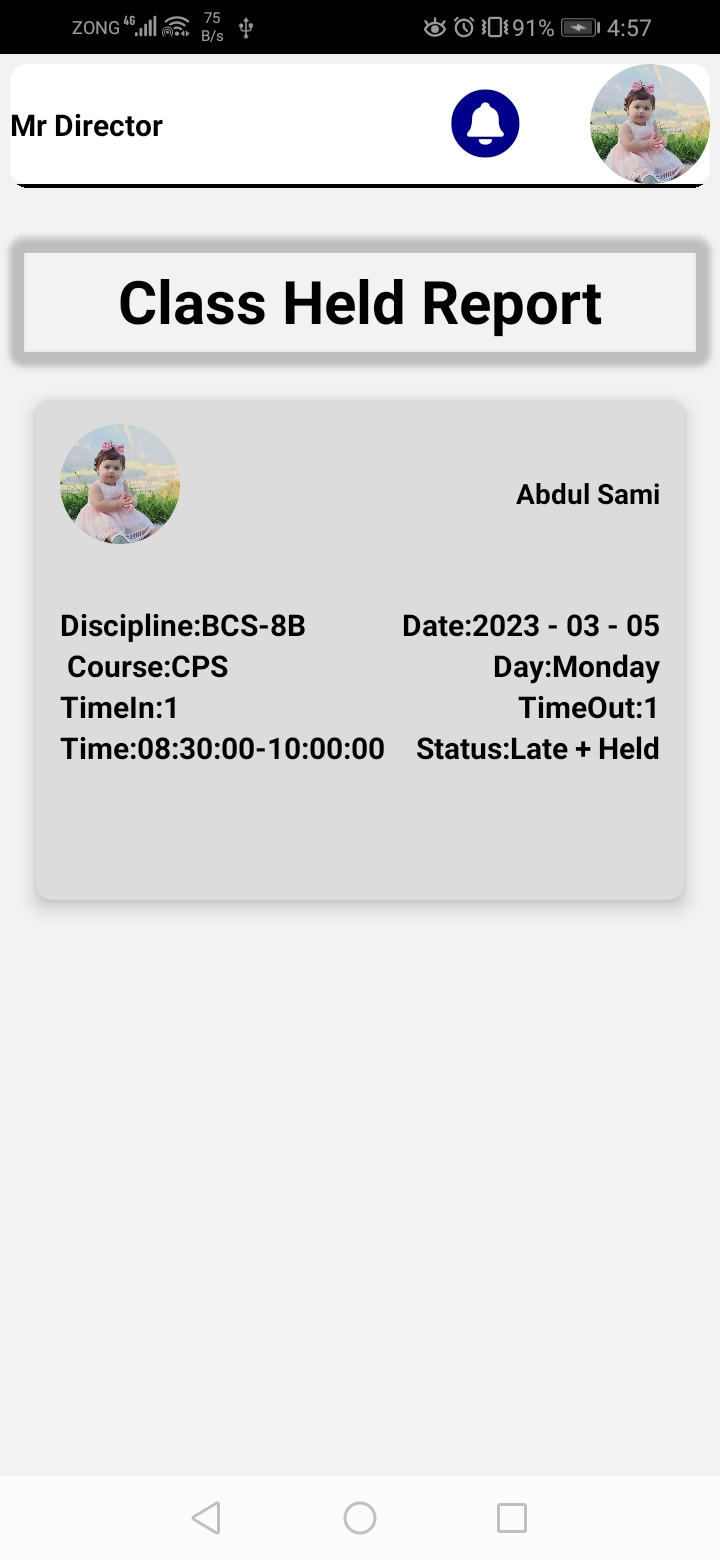 ZONG 4G 75 B/s 91% 4:57
Mr Director
Class Held Report
Abdul Sami
Discipline:BCS-8B Date:2023 - 03 - 05
Course:CPS Day:Monday
TimeIn:1 TimeOut:1
Time:08:30:00-10:00:00 Status:Late + Held